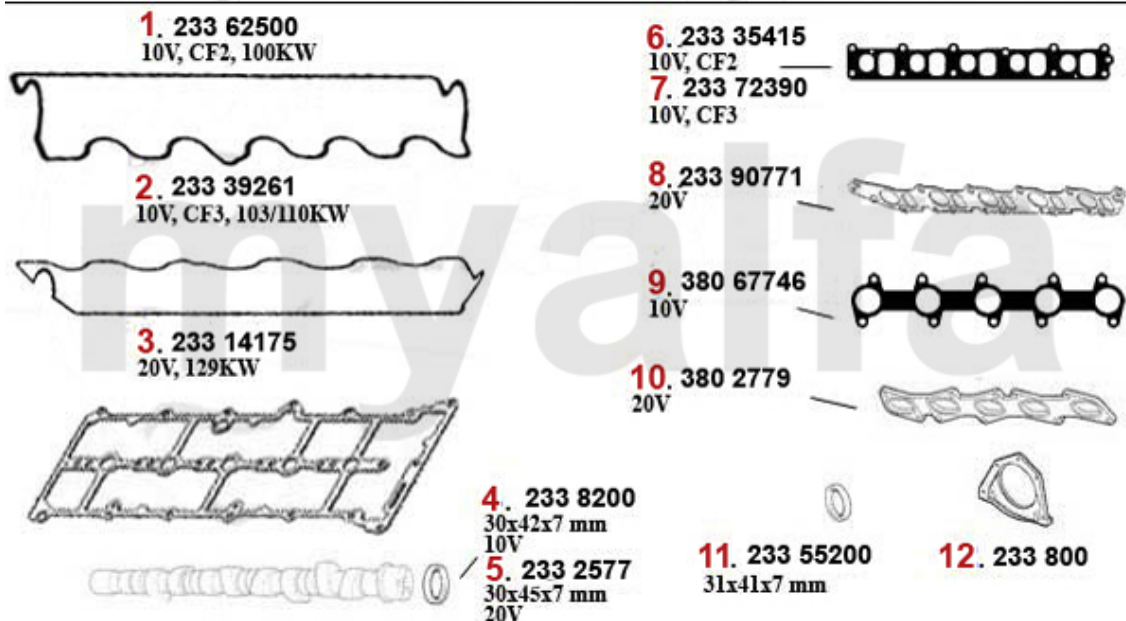 1. 233 62500
10V, CF2, 100KW
2. 233 39261
10V, CF3, 103/110KW
3. 233 14175
20V, 129KW
4. 233 8200
30x42x7 mm
10V
5. 233 2577
30x45x7 mm
20V
6. 233 35415
10V, CF2
7. 233 72390
10V, CF3
8. 233 90771
20V
9. 380 67746
10V
10. 380 2779
20V
11. 233 55200
31x41x7 mm
12. 233 800
myalfa